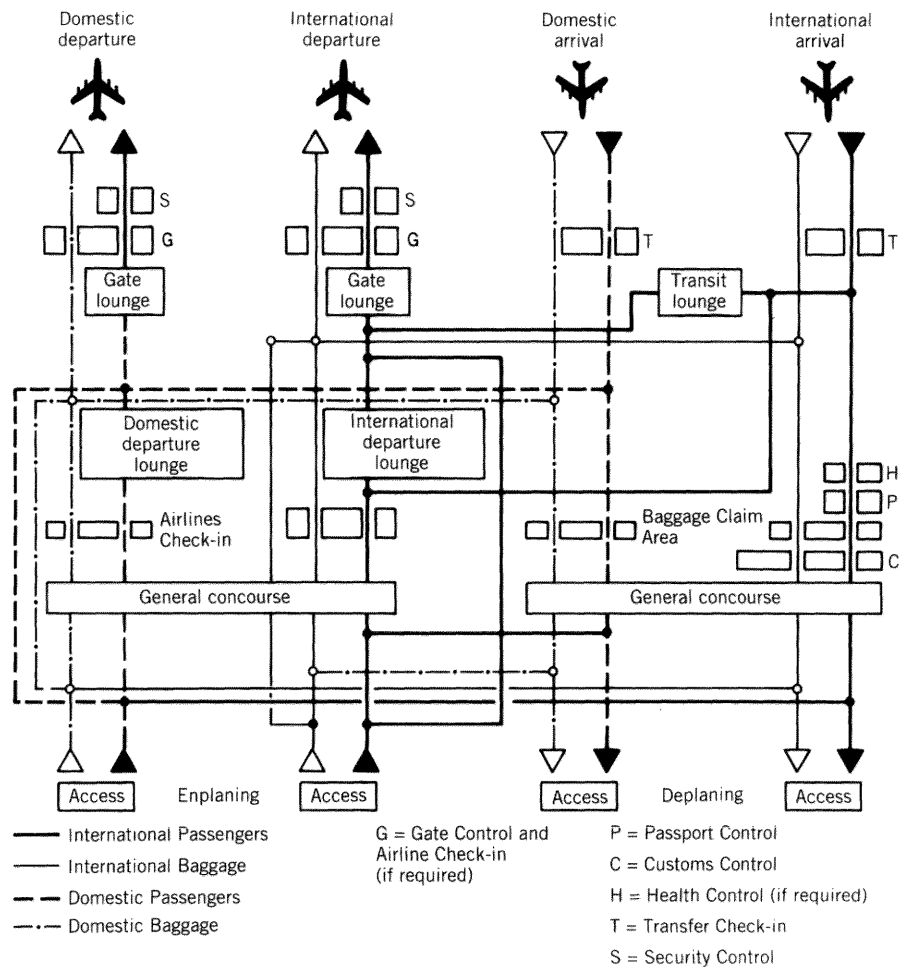 Domestic
departure
International
departure
Domestic
arrival
International
arrival
S
S
G
G
T
T
Gate
lounge
Gate
lounge
Transit
lounge
Domestic
departure
lounge
International
departure
lounge
H
P
Airlines
Check-in
Baggage Claim
Area
C
General concourse
General concourse
Access
Enplaning
Access
Access
Deplaning
Access
International Passengers
International Baggage
Domestic Passengers
Domestic Baggage
G = Gate Control and
Airline Check-in
(if required)
P = Passport Control
C = Customs Control
H = Health Control (if required)
T = Transfer Check-in
S = Security Control